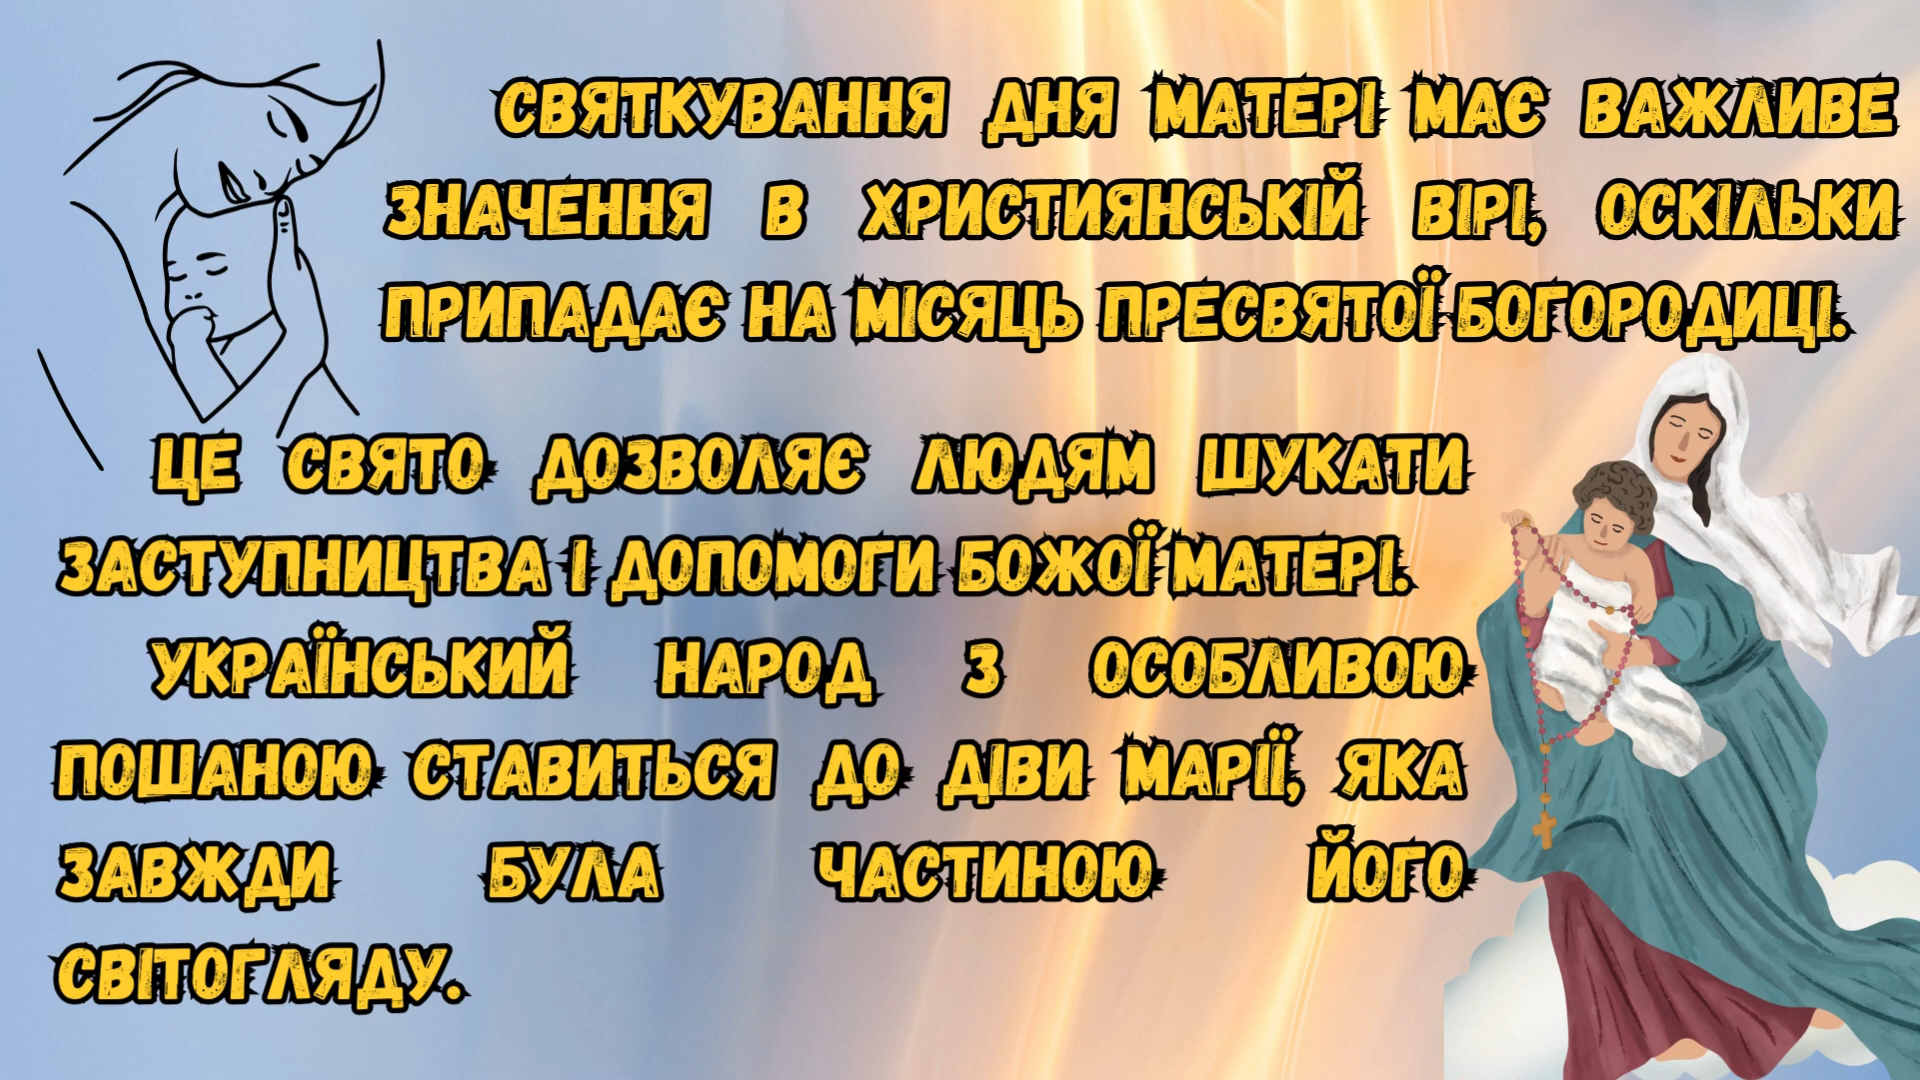 СВЯТКУВАННЯ ДНЯ МАТЕРІ МАЄ ВАЖЛИВЕ
ЗНАЧЕННЯ В ХРИСТИЯНСЬКІЙ ВІРІ, ОСКІЛЬКИ
ПРИПАДАЄ НА МІСЯЦЬ ПРЕСВЯТОЇ БОГОРОДИЦІ.
ЦЕ СВЯТО ДОЗВОЛЯЄ ЛЮДЯМ ШУКАТИ
ЗАСТУПНИЦТВА І ДОПОМОГИ БОЖОЇ МАТЕРІ.
УКРАЇНСЬКИЙ НАРОД З ОСОБЛИВОЮ
ПОШАНОЮ СТАВИТЬСЯ ДО ДІВИ МАРІЇ, ЯКА
ЗАВЖДИ БУЛА ЧАСТИНОЮ ЙОГО
СВІТОГЛЯДУ.